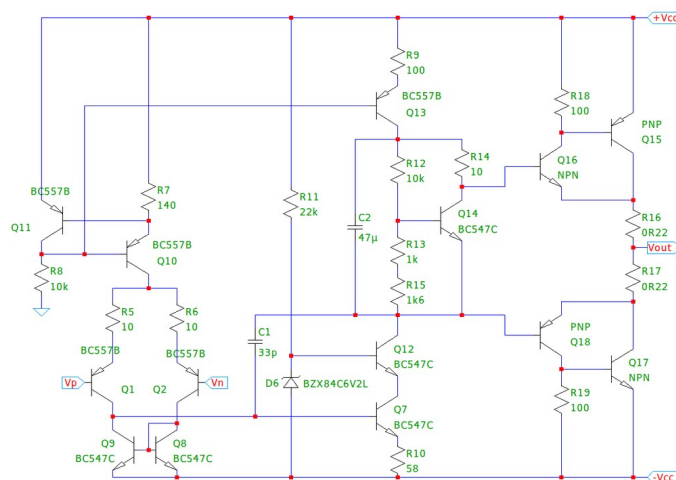 +Vcc
R9
100
BC557B
Q13
R18
100
PNP
Q15
R12
10k
R14
10
Q16
NPN
BC557B
Q11
R7
140
R11
22k
BC557B
Q10
C2
47µ
Q14
BC547C
R16
0R22
Vout
R8
10k
R13
1k
R15
1k6
R17
0R22
R5
10
R6
10
C1
33p
PNP
Q18
BC557B
BC557B
Q12
BC547C
Vp
Q1
Q2
Vn
D6
BZX84C6V2L
Q17
NPN
R19
100
Q7
BC547C
Q9
BC547C
Q8
BC547C
R10
58
-Vcc